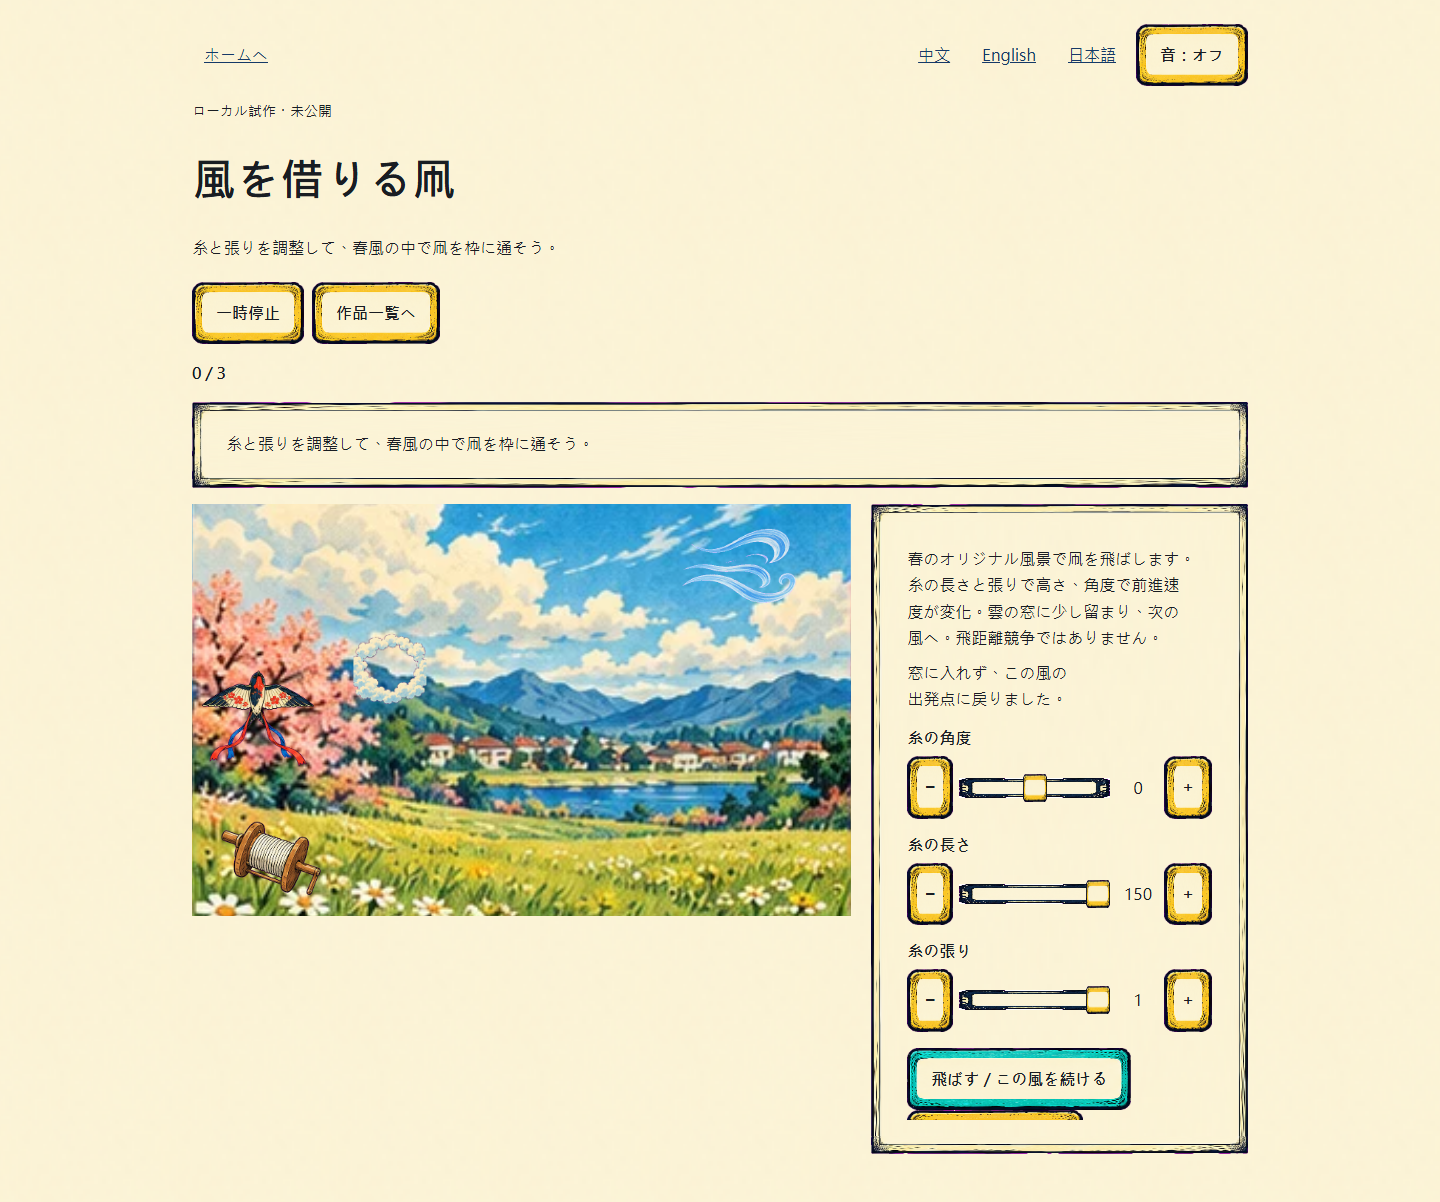 ホームへ
中文 English 日本語 音：オフ
ローカル試作・未公開
風を借りる凧
糸と張りを調整して、春風の中で凧を枠に通そう。
一時停止 作品一覧へ
0 / 3
糸と張りを調整して、春風の中で凧を枠に通そう。
春のオリジナル風景で凧を飛ばします。
糸の長さと張りで高さ、角度で前進速
度が変化。雲の窓に少し留まり、次の
風へ。飛距離競争ではありません。
窓に入れず、この風の
出発点に戻りました。
糸の角度
− 0 +
糸の長さ
− 150 +
糸の張り
− 1 +
飛ばす / この風を続ける